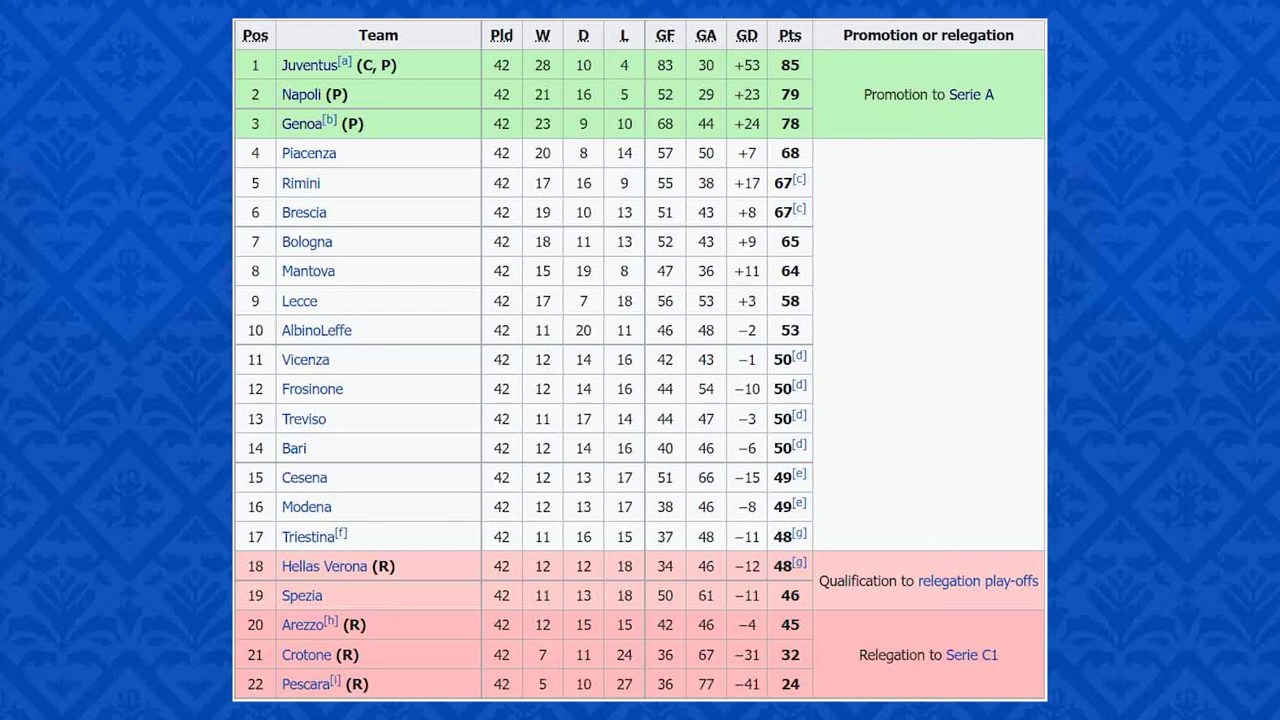 Pos Team Pld W D L GF GA GD Pts Promotion or relegation
1 Juventus[a] (C, P) 42 28 10 4 83 30 +53 85
2 Napoli (P) 42 21 16 5 52 29 +23 79 Promotion to Serie A
3 Genoa[b] (P) 42 23 9 10 68 44 +24 78
4 Piacenza 42 20 8 14 57 50 +7 68
5 Rimini 42 17 16 9 55 38 +17 67[c]
6 Brescia 42 19 10 13 51 43 +8 67[c]
7 Bologna 42 18 11 13 52 43 +9 65
8 Mantova 42 15 19 8 47 36 +11 64
9 Lecce 42 17 7 18 56 53 +3 58
10 AlbinoLeffe 42 11 20 11 46 48 −2 53
11 Vicenza 42 12 14 16 42 43 −1 50[d]
12 Frosinone 42 12 14 16 44 54 −10 50[d]
13 Treviso 42 11 17 14 44 47 −3 50[d]
14 Bari 42 12 14 16 40 46 −6 50[d]
15 Cesena 42 12 13 17 51 66 −15 49[e]
16 Modena 42 12 13 17 38 46 −8 49[e]
17 Triestina[f] 42 11 16 15 37 48 −11 48[g]
18 Hellas Verona (R) 42 12 12 18 34 46 −12 48[g]
Qualification to relegation play-offs
19 Spezia 42 11 13 18 50 61 −11 46
20 Arezzo[h] (R) 42 12 15 15 42 46 −4 45
21 Crotone (R) 42 7 11 24 36 67 −31 32 Relegation to Serie C1
22 Pescara[i] (R) 42 5 10 27 36 77 −41 24